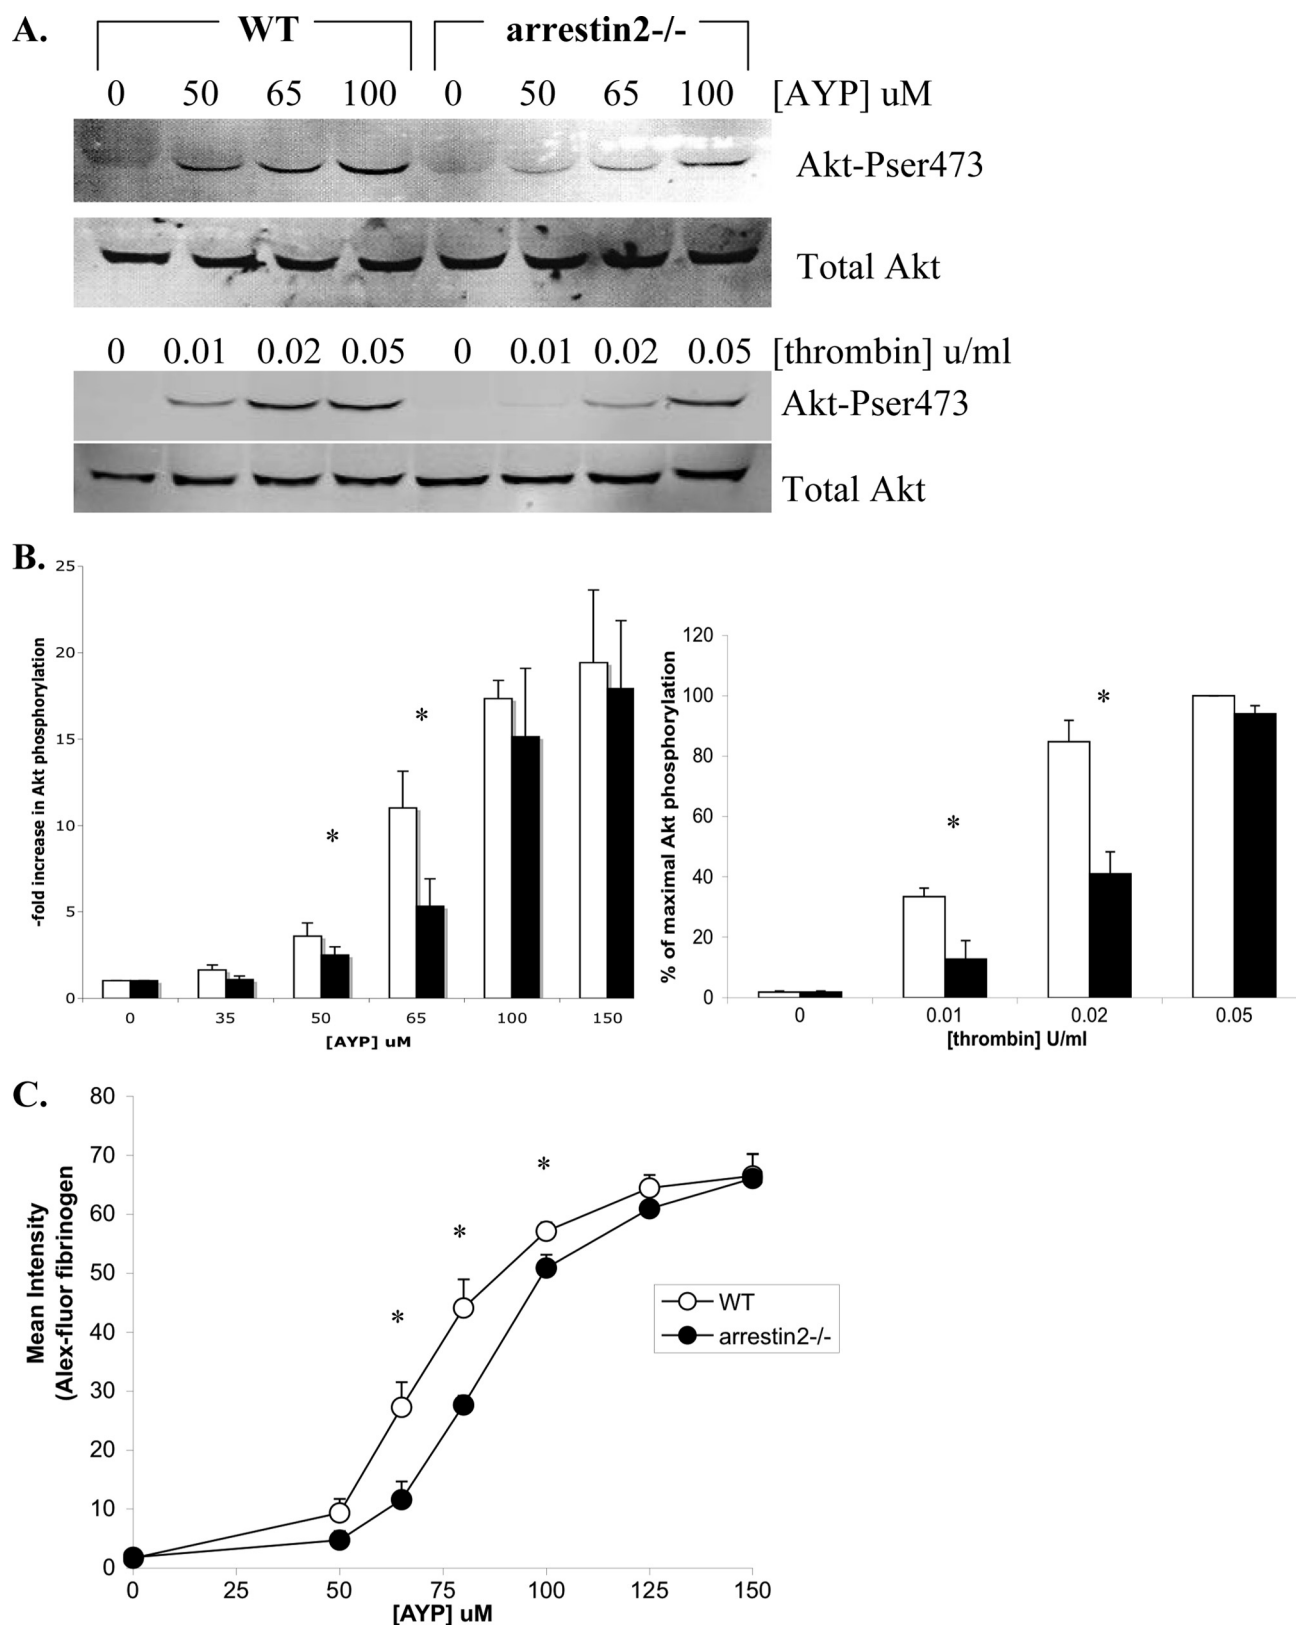 A.
WT arrestin2-/-
0 50 65 100 0 50 65 100 [AYP] uM
Akt-Pser473
Total Akt
0 0.01 0.02 0.05 0 0.01 0.02 0.05 [thrombin] u/ml
Akt-Pser473
Total Akt
B.
-fold increase in Akt phosphorylation
25
20
15
10
5
0
*
*
0 35 50 65 100 150
[AYP] uM
% of maximal Akt phosphorylation
120
100
80
60
40
20
0
*
*
0 0.01 0.02 0.05
[thrombin] U/ml
C.
Mean Intensity
(Alex-fluor fibrinogen
80
70
60
50
40
30
20
10
0
*
*
*
WT
arrestin2-/-
0 25 50 75 100 125 150
[AYP] uM